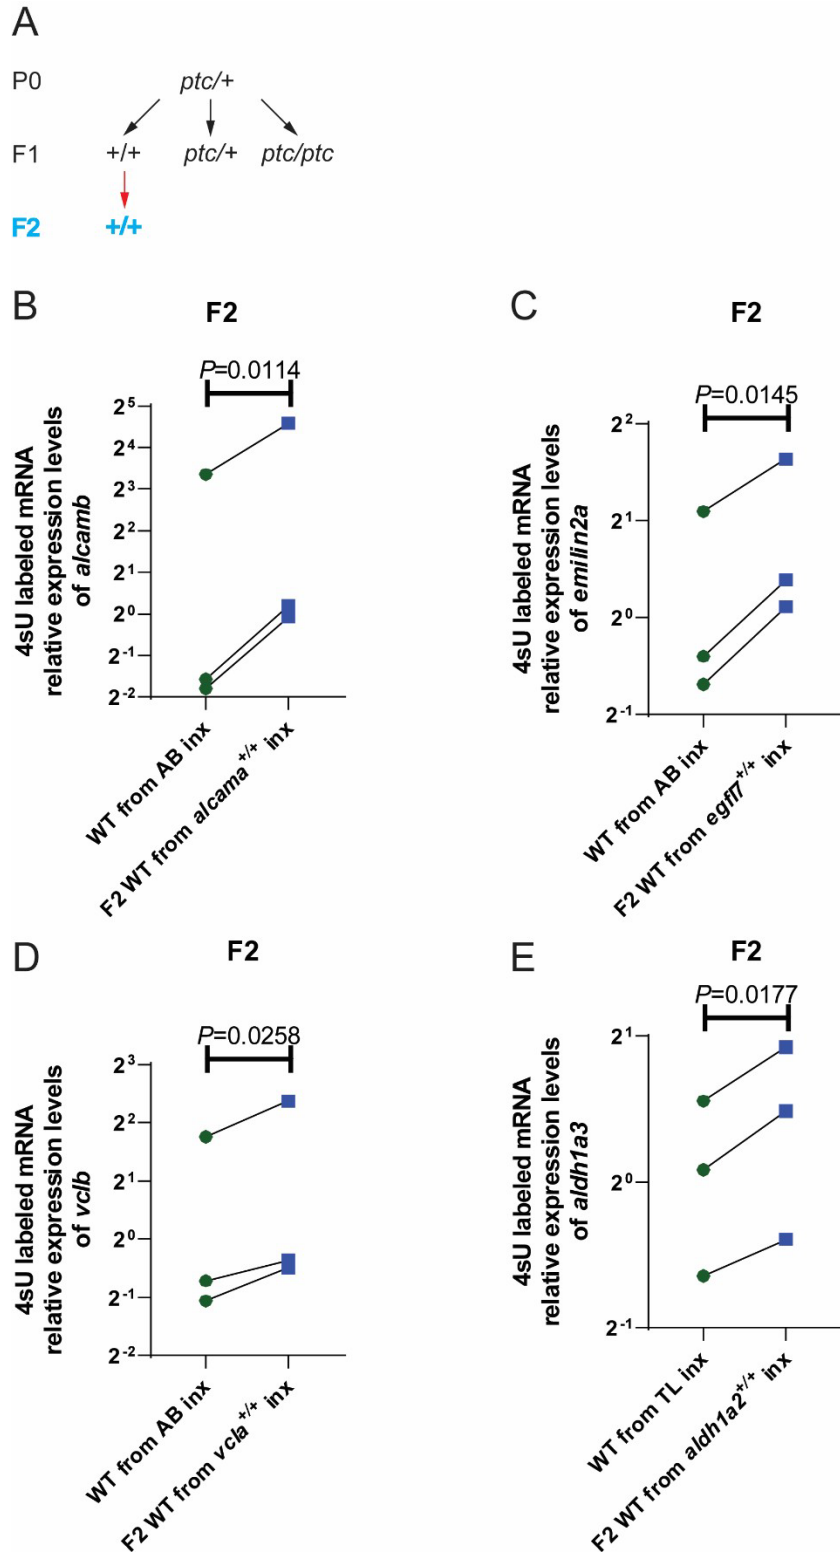 A
P0 ptc/+
F1 +/+ ptc/+ ptc/ptc
F2 +/+
B
F2
P=0.0114
4sU labeled mRNA
relative expression levels
of alcamb
2^5
2^4
2^3
2^2
2^1
2^0
2^-1
2^-2
WT from AB inx
F2 WT from alcama^+/+ inx
C
F2
P=0.0145
4sU labeled mRNA
relative expression levels
of emilin2a
2^2
2^1
2^0
2^-1
WT from AB inx
F2 WT from egfl7^+/+ inx
D
F2
P=0.0258
4sU labeled mRNA
relative expression levels
of vclb
2^3
2^2
2^1
2^0
2^-1
2^-2
WT from AB inx
F2 WT from vcla^+/+ inx
E
F2
P=0.0177
4sU labeled mRNA
relative expression levels
of aldh1a3
2^1
2^0
2^-1
WT from TL inx
F2 WT from aldh1a2^+/+ inx